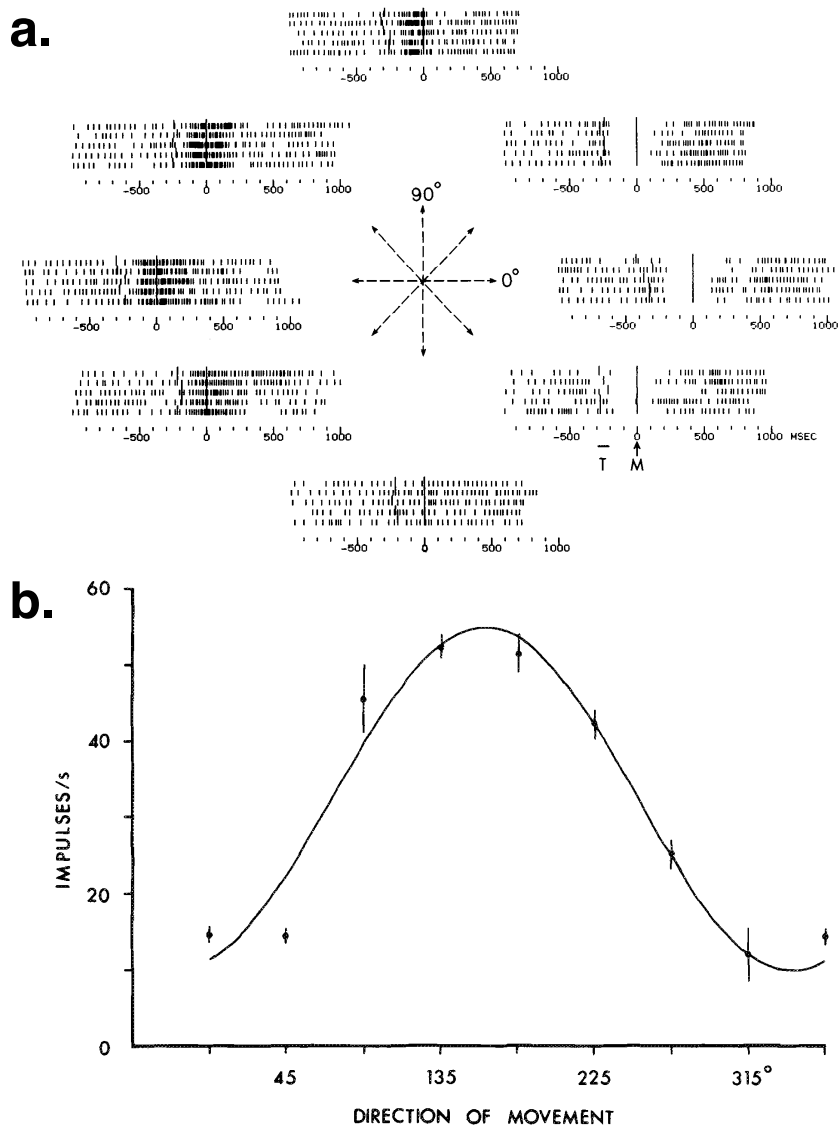 a.
-500 0 500 1000
-500 0 500 1000
-500 0 500 1000
90°
0°
-500 0 500 1000
-500 0 500 1000
-500 0 500 1000
-500 0 500 1000 MSEC
T M
-500 0 500 1000
b.
60
40
20
0
IMPULSES/s
45 135 225 315°
DIRECTION OF MOVEMENT